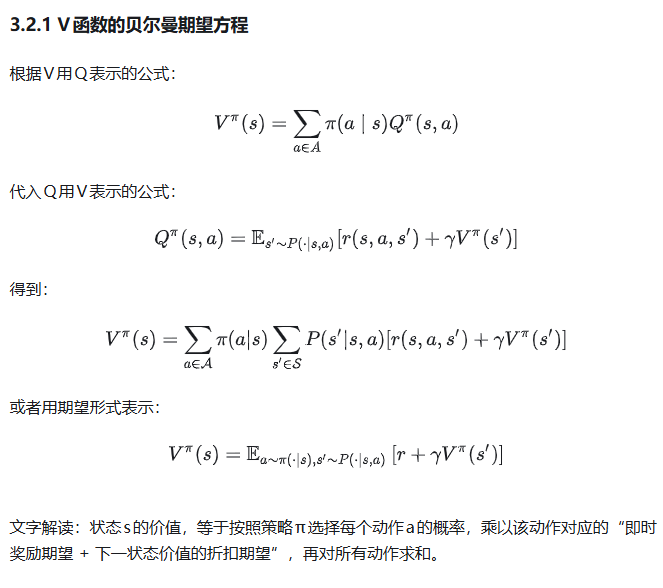 3.2.1 V函数的贝尔曼期望方程
根据V用Q表示的公式：
V^π(s) = ∑_{a∈𝒜} π(a | s)Q^π(s, a)
代入Q用V表示的公式：
Q^π(s, a) = 𝔼_{s′∼P(·|s,a)}[r(s, a, s′) + γV^π(s′)]
得到：
V^π(s) = ∑_{a∈𝒜} π(a|s) ∑_{s′∈𝒮} P(s′|s, a)[r(s, a, s′) + γV^π(s′)]
或者用期望形式表示：
V^π(s) = 𝔼_{a∼π(·|s),s′∼P(·|s,a)} [r + γV^π(s′)]
文字解读：状态s的价值，等于按照策略π选择每个动作a的概率，乘以该动作对应的“即时
奖励期望 + 下一状态价值的折扣期望”，再对所有动作求和。